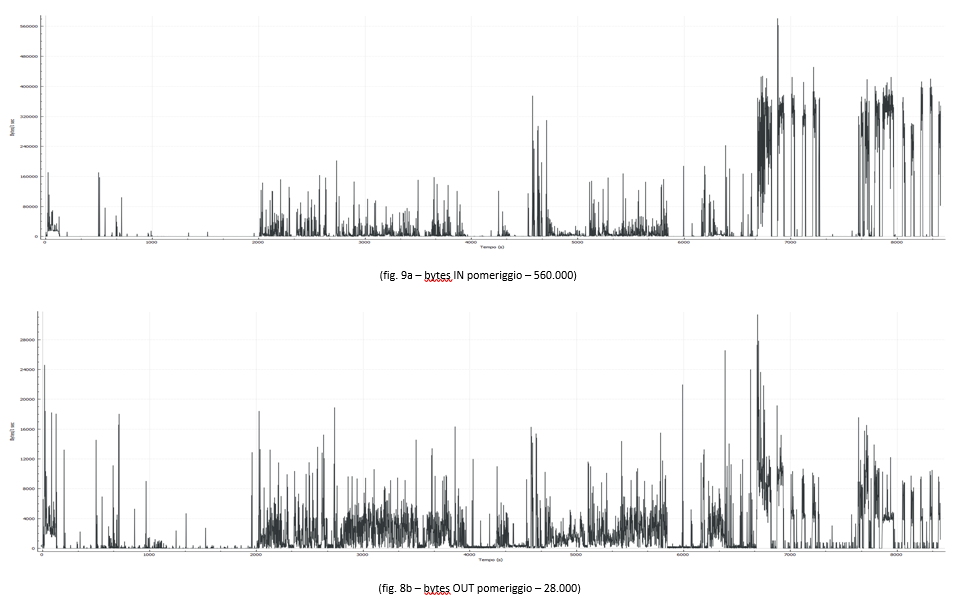 560000
480000
400000
320000
240000
160000
80000
0
0 1000 2000 3000 4000 5000 6000 7000 8000
Tempo (s)
(fig. 9a – bytes IN pomeriggio – 560.000)
28000
24000
20000
16000
12000
8000
4000
0
0 1000 2000 3000 4000 5000 6000 7000 8000
Tempo (s)
(fig. 8b – bytes OUT pomeriggio – 28.000)